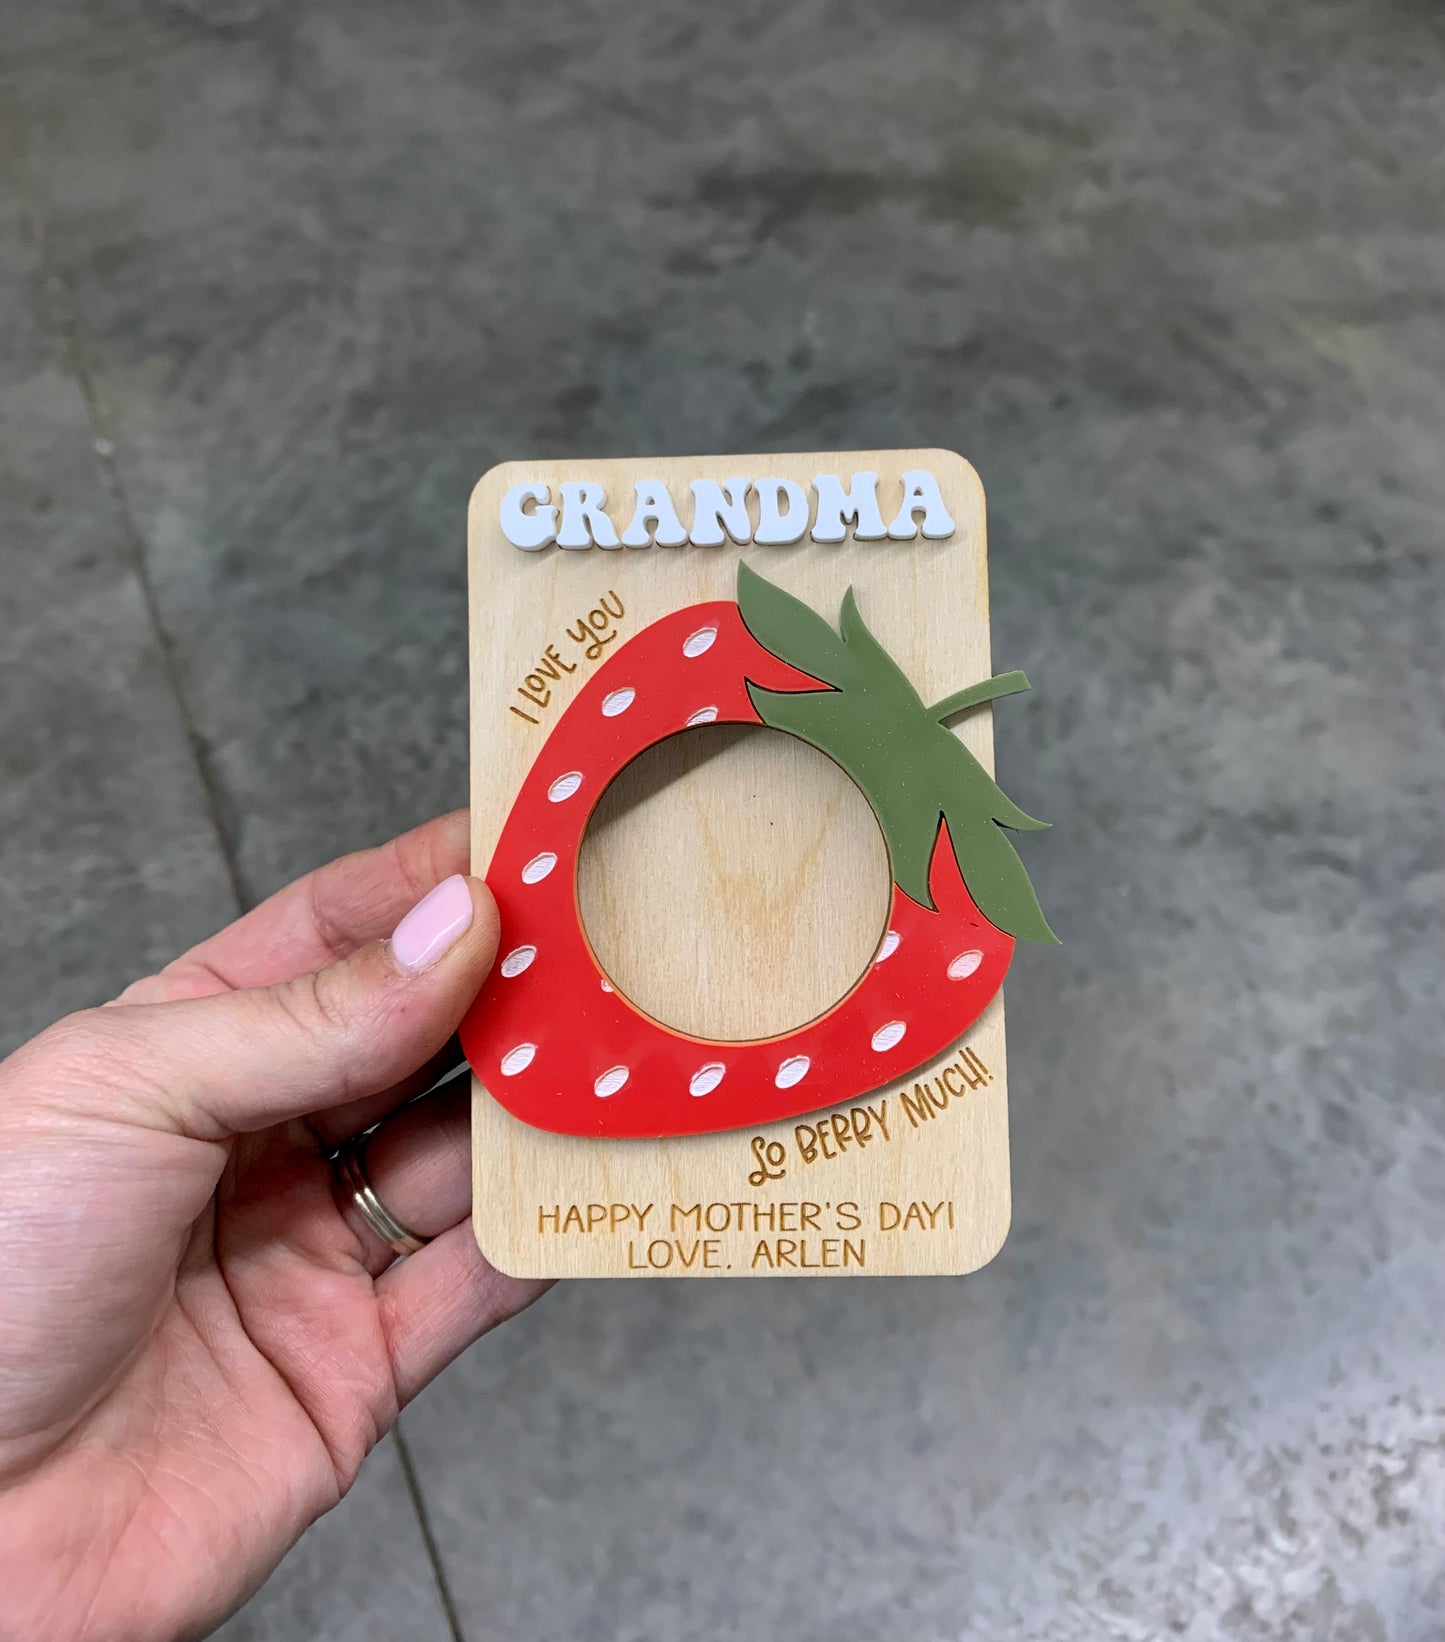 GRANDMA
I LOVE YOU
SO BERRY MUCH!
HAPPY MOTHER'S DAY!
LOVE, ARLEN